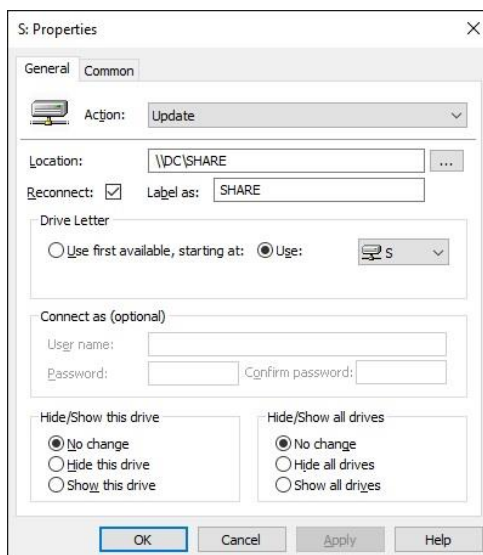 S: Properties
General Common
Action: Update
Location: \\DC\SHARE ...
Reconnect: Label as: SHARE
Drive Letter
Use first available, starting at: Use: S
Connect as (optional)
User name:
Password: Confirm password:
Hide/Show this drive Hide/Show all drives
No change No change
Hide this drive Hide all drives
Show this drive Show all drives
OK Cancel Apply Help